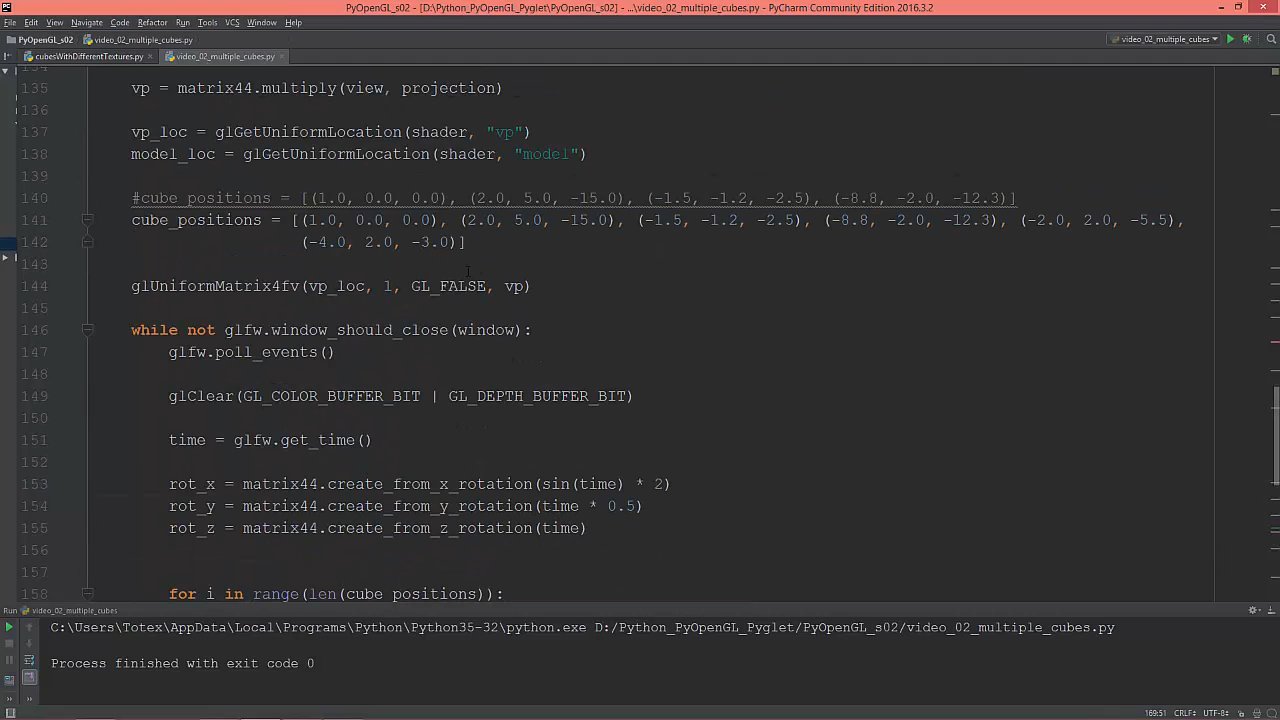 PyOpenGL_s02 - [D:\Python_PyOpenGL_Pyglet\PyOpenGL_s02] - ...\video_02_multiple_cubes.py - PyCharm Community Edition 2016.3.2
File Edit View Navigate Code Refactor Run Tools VCS Window Help
PyOpenGL_s02 video_02_multiple_cubes.py video_02_multiple_cubes
cubesWithDifferentTextures.py video_02_multiple_cubes.py
134
135 vp = matrix44.multiply(view, projection)
136
137 vp_loc = glGetUniformLocation(shader, "vp")
138 model_loc = glGetUniformLocation(shader, "model")
139
140 #cube_positions = [(1.0, 0.0, 0.0), (2.0, 5.0, -15.0), (-1.5, -1.2, -2.5), (-8.8, -2.0, -12.3)]
141 cube_positions = [(1.0, 0.0, 0.0), (2.0, 5.0, -15.0), (-1.5, -1.2, -2.5), (-8.8, -2.0, -12.3), (-2.0, 2.0, -5.5),
142 (-4.0, 2.0, -3.0)]
143
144 glUniformMatrix4fv(vp_loc, 1, GL_FALSE, vp)
145
146 while not glfw.window_should_close(window):
147 glfw.poll_events()
148
149 glClear(GL_COLOR_BUFFER_BIT | GL_DEPTH_BUFFER_BIT)
150
151 time = glfw.get_time()
152
153 rot_x = matrix44.create_from_x_rotation(sin(time) * 2)
154 rot_y = matrix44.create_from_y_rotation(time * 0.5)
155 rot_z = matrix44.create_from_z_rotation(time)
156
157
158 for i in range(len(cube_positions)):
Run video_02_multiple_cubes
C:\Users\Totex\AppData\Local\Programs\Python\Python35-32\python.exe D:/Python_PyOpenGL_Pyglet/PyOpenGL_s02/video_02_multiple_cubes.py
Process finished with exit code 0
169:51 CRLF÷ UTF-8÷